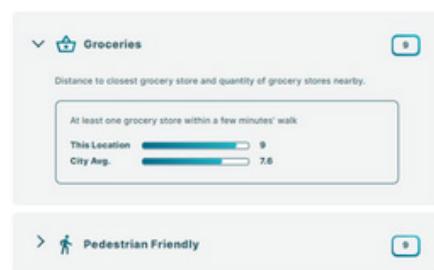 Groceries
9
Distance to closest grocery store and quantity of grocery stores nearby.
At least one grocery store within a few minutes' walk
This Location 9
City Avg. 7.6
Pedestrian Friendly
9